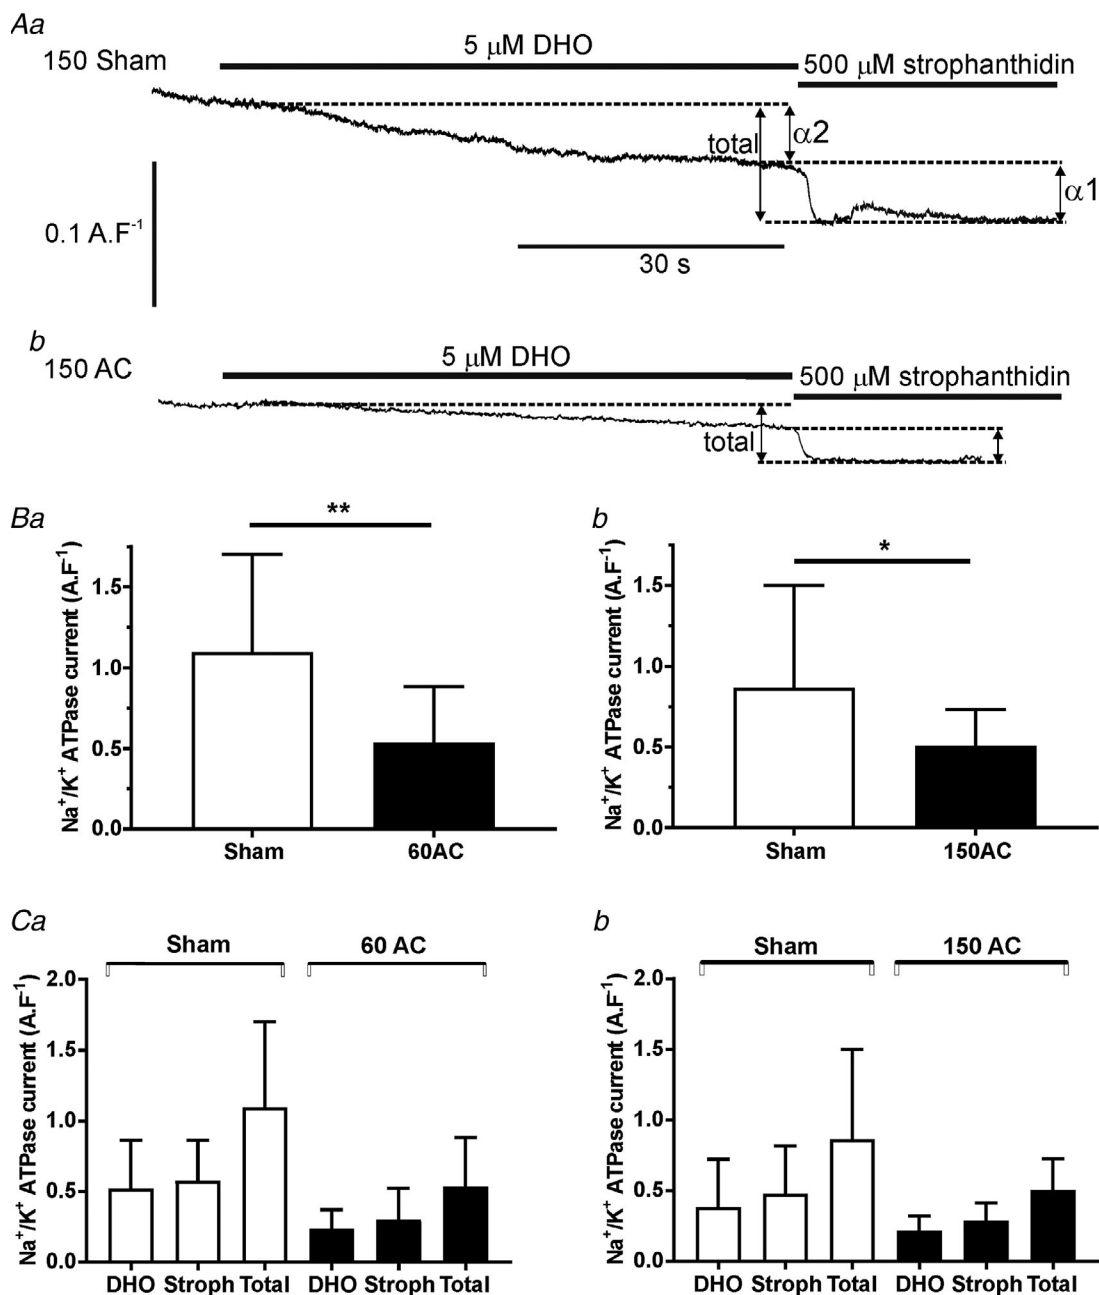 Aa
150 Sham
5 μM DHO
500 μM strophanthidin
total
α2
α1
0.1 A.F⁻¹
30 s
b
150 AC
5 μM DHO
500 μM strophanthidin
total
Ba
**
Na⁺/K⁺ ATPase current (A.F⁻¹)
1.5
1.0
0.5
0.0
Sham
60AC
b
*
Na⁺/K⁺ ATPase current (A.F⁻¹)
1.5
1.0
0.5
0.0
Sham
150AC
Ca
Sham
60 AC
Na⁺/K⁺ ATPase current (A.F⁻¹)
2.0
1.5
1.0
0.5
0.0
DHO Stroph Total DHO Stroph Total
b
Sham
150 AC
Na⁺/K⁺ ATPase current (A.F⁻¹)
2.0
1.5
1.0
0.5
0.0
DHO Stroph Total DHO Stroph Total